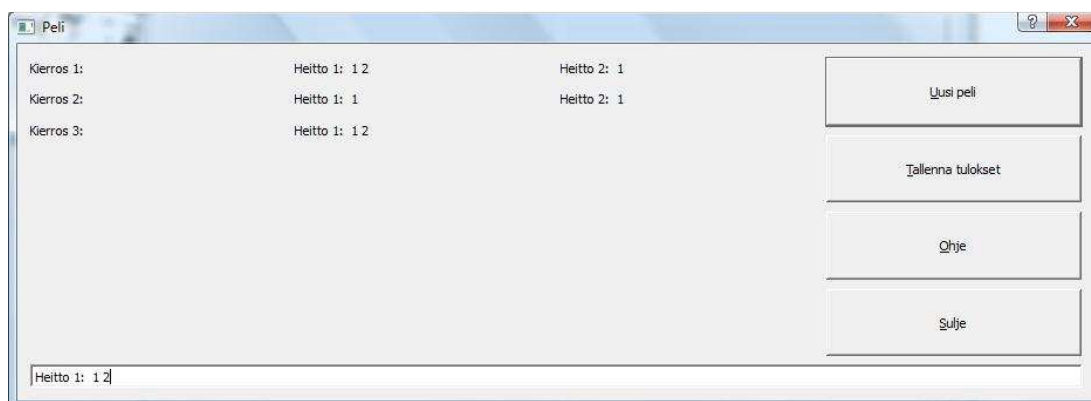 Peli
Kierros 1: Heitto 1: 1 2 Heitto 2: 1
Kierros 2: Heitto 1: 1 Heitto 2: 1
Kierros 3: Heitto 1: 1 2
Uusi peli
Tallenna tulokset
Ohje
Sulje
Heitto 1: 1 2